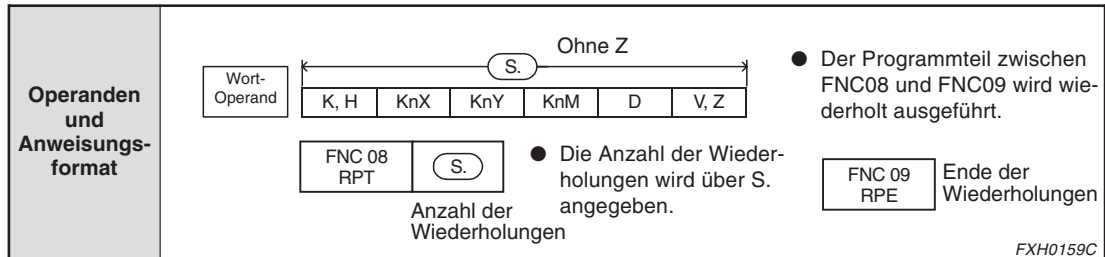 Operanden
und
Anweisungs-
format
Wort-
Operand
Ohne Z
S.
K, H KnX KnY KnM D V, Z
FNC 08
RPT
S.
Anzahl der
Wiederholungen
● Die Anzahl der Wieder-
holungen wird über S.
angegeben.
● Der Programmteil zwischen
FNC08 und FNC09 wird wie-
derholt ausgeführt.
FNC 09
RPE
Ende der
Wiederholungen
FXH0159C